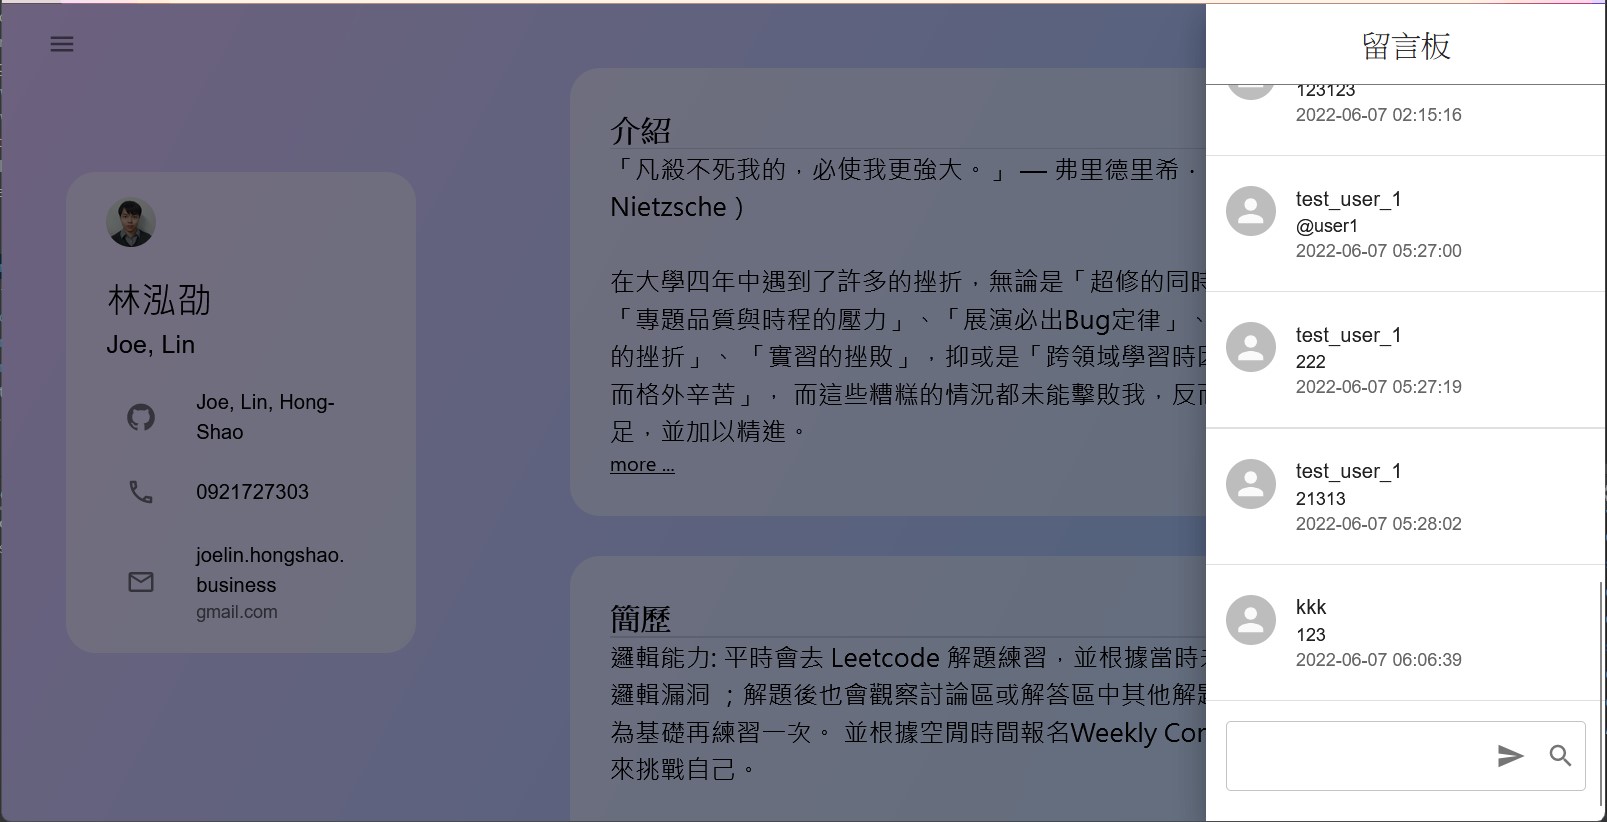 林泓劭
Joe, Lin
Joe, Lin, Hong-
Shao
0921727303
joelin.hongshao.
business
gmail.com
介紹
「凡殺不死我的，必使我更強大。」— 弗里德里希．
Nietzsche）
在大學四年中遇到了許多的挫折，無論是「超修的同時
「專題品質與時程的壓力」、「展演必出Bug定律」、
的挫折」、「實習的挫敗」，抑或是「跨領域學習時因
而格外辛苦」， 而這些糟糕的情況都未能擊敗我，反而
足，並加以精進。
more ...
簡歷
邏輯能力: 平時會去 Leetcode 解題練習，並根據當時未
邏輯漏洞 ；解題後也會觀察討論區或解答區中其他解題
為基礎再練習一次。 並根據空閒時間報名Weekly Con
來挑戰自己。
留言板
123123
2022-06-07 02:15:16
test_user_1
@user1
2022-06-07 05:27:00
test_user_1
222
2022-06-07 05:27:19
test_user_1
21313
2022-06-07 05:28:02
kkk
123
2022-06-07 06:06:39